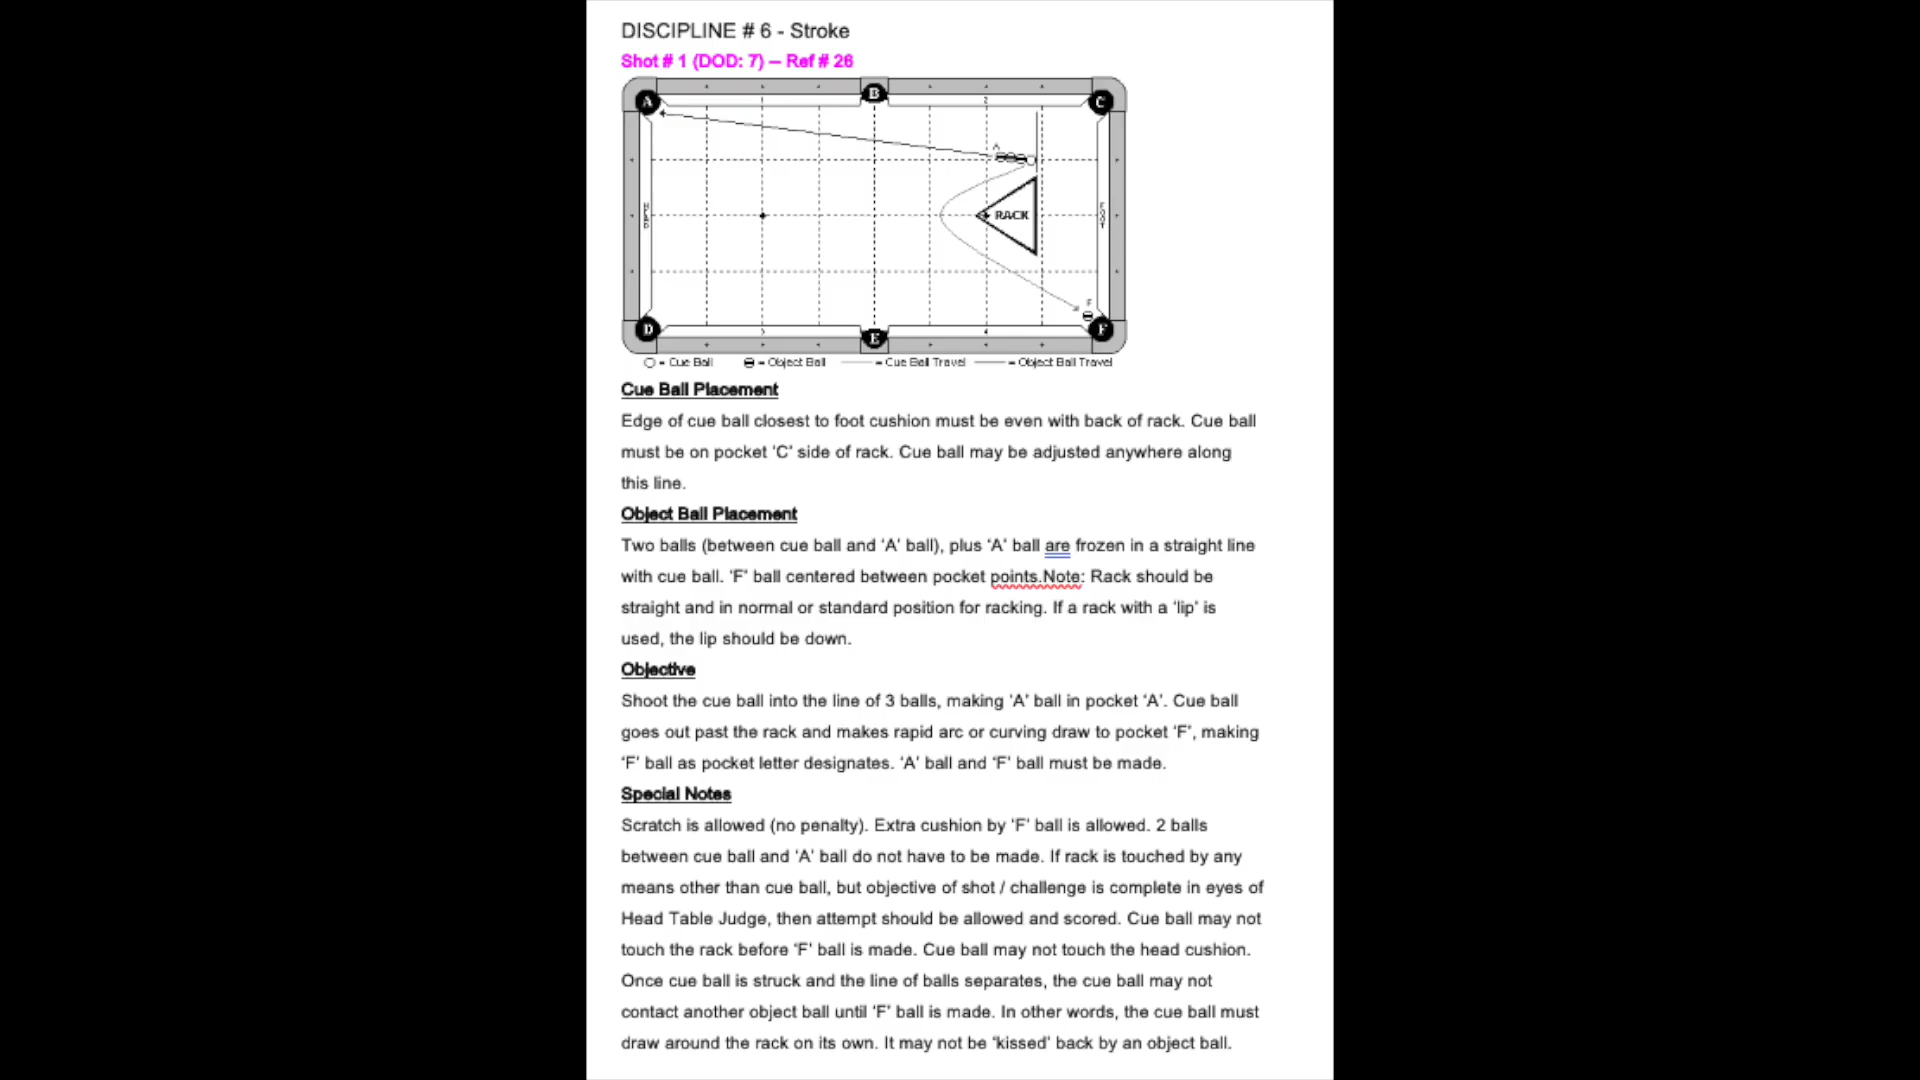 DISCIPLINE # 6 - Stroke
Shot # 1 (DOD: 7) – Ref # 26
A
B
C
2
A
RACK
F
D
E
F
= Cue Ball = Object Ball = Cue Ball Travel = Object Ball Travel
Cue Ball Placement
Edge of cue ball closest to foot cushion must be even with back of rack. Cue ball
must be on pocket ‘C’ side of rack. Cue ball may be adjusted anywhere along
this line.
Object Ball Placement
Two balls (between cue ball and ‘A’ ball), plus ‘A’ ball are frozen in a straight line
with cue ball. ‘F’ ball centered between pocket points.Note: Rack should be
straight and in normal or standard position for racking. If a rack with a ‘lip’ is
used, the lip should be down.
Objective
Shoot the cue ball into the line of 3 balls, making ‘A’ ball in pocket ‘A’. Cue ball
goes out past the rack and makes rapid arc or curving draw to pocket ‘F’, making
‘F’ ball as pocket letter designates. ‘A’ ball and ‘F’ ball must be made.
Special Notes
Scratch is allowed (no penalty). Extra cushion by ‘F’ ball is allowed. 2 balls
between cue ball and ‘A’ ball do not have to be made. If rack is touched by any
means other than cue ball, but objective of shot / challenge is complete in eyes of
Head Table Judge, then attempt should be allowed and scored. Cue ball may not
touch the rack before ‘F’ ball is made. Cue ball may not touch the head cushion.
Once cue ball is struck and the line of balls separates, the cue ball may not
contact another object ball until ‘F’ ball is made. In other words, the cue ball must
draw around the rack on its own. It may not be ‘kissed’ back by an object ball.